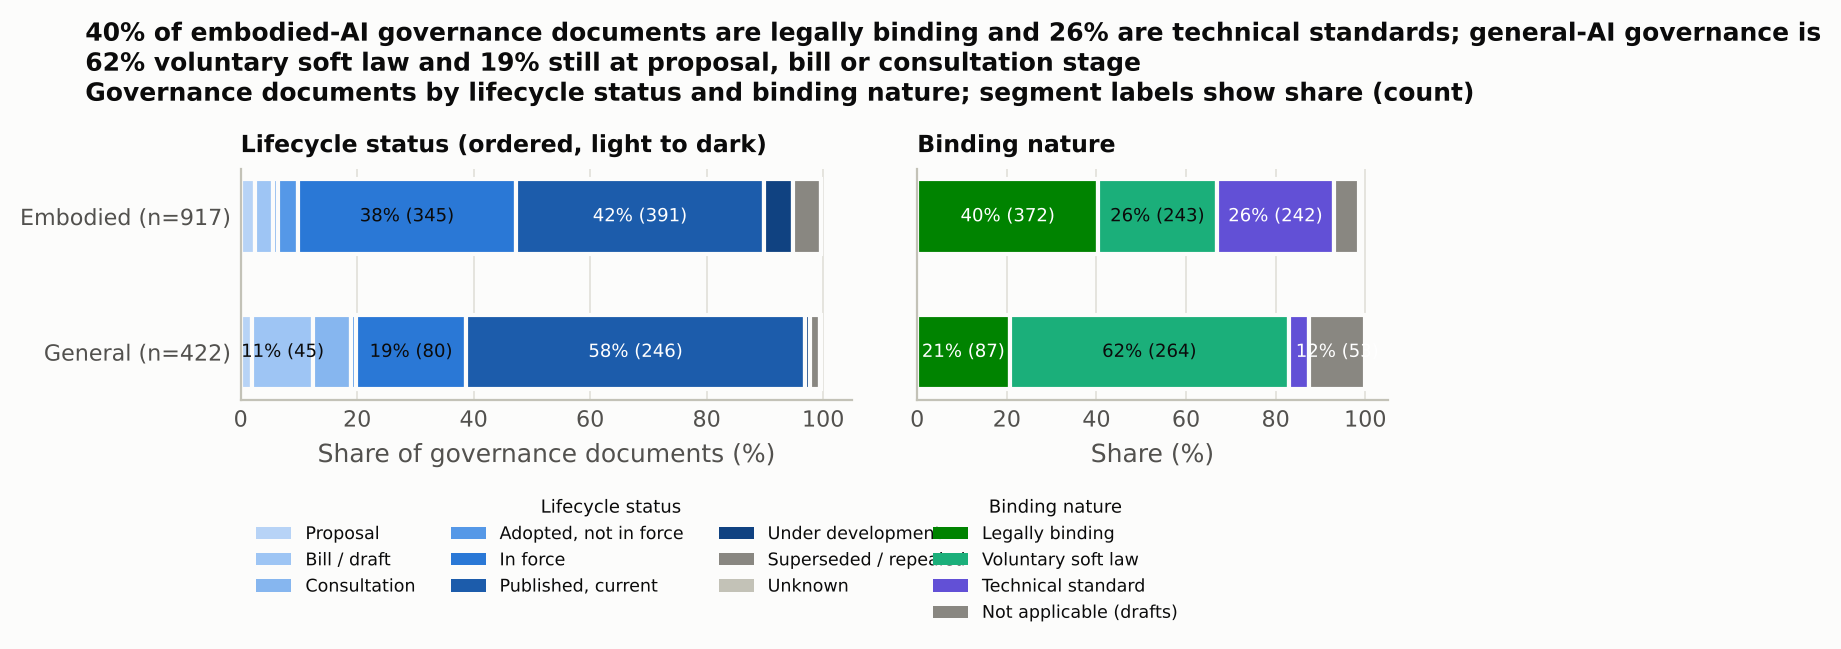 40% of embodied-AI governance documents are legally binding and 26% are technical standards; general-AI governance is
62% voluntary soft law and 19% still at proposal, bill or consultation stage
Governance documents by lifecycle status and binding nature; segment labels show share (count)
Lifecycle status (ordered, light to dark)
Binding nature
Embodied (n=917)
38% (345)
42% (391)
40% (372)
26% (243)
26% (242)
General (n=422)
11% (45)
19% (80)
58% (246)
21% (87)
62% (264)
12% (53
0 20 40 60 80 100
0 20 40 60 80 100
Share of governance documents (%)
Share (%)
Lifecycle status
Proposal
Bill / draft
Consultation
Adopted, not in force
In force
Published, current
Under development
Superseded / repealed
Unknown
Binding nature
Legally binding
Voluntary soft law
Technical standard
Not applicable (drafts)